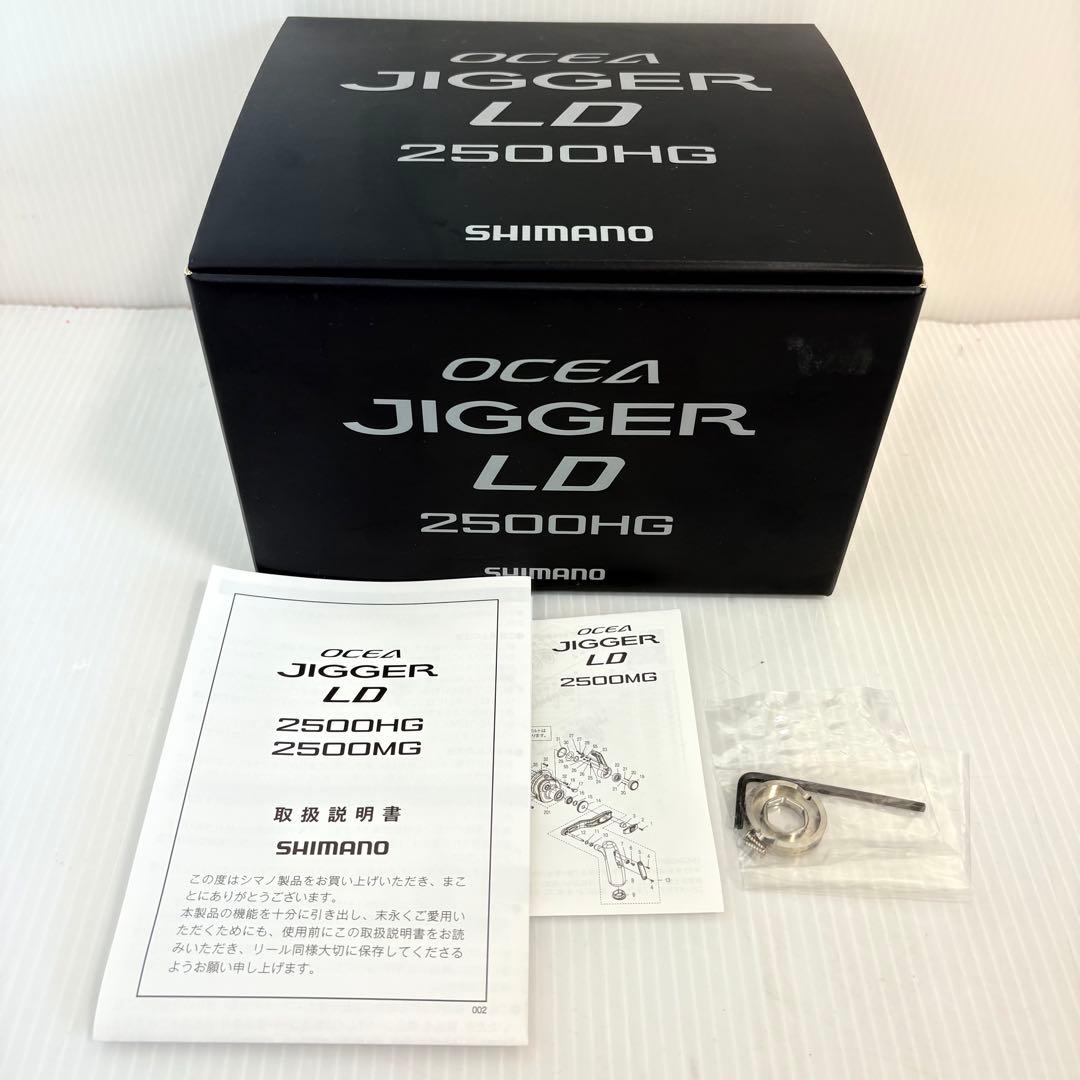 OCEA
JIGGER
LD
2500HG
SHIMANO
OCEA
JIGGER
LD
2500HG
SHIMANO
OCEA
JIGGER
LD
2500HG
2500MG
取扱説明書
SHIMANO
この度はシマノ製品をお買い上げいただき、まこ
とにありがとうございます。
本製品の機能を十分に引き出し、末永くご愛用い
ただくためにも、使用前にこの取扱説明書をお読
みいただき、リール同様大切に保存してくださる
ようお願い申し上げます。
002
OCEA
JIGGER
LD
2500MG